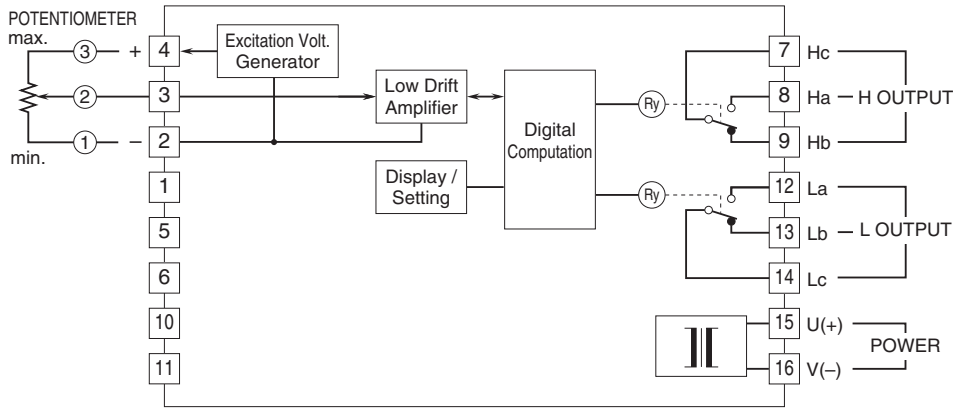 POTENTIOMETER
max.
3
+
4
Excitation Volt.
Generator
2
3
Low Drift
Amplifier
1
–
2
min.
Digital
Computation
Display /
Setting
1
5
6
10
11
Ry
7
Hc
8
Ha
H OUTPUT
9
Hb
Ry
12
La
13
Lb
L OUTPUT
14
Lc
15
U(+)
POWER
16
V(–)